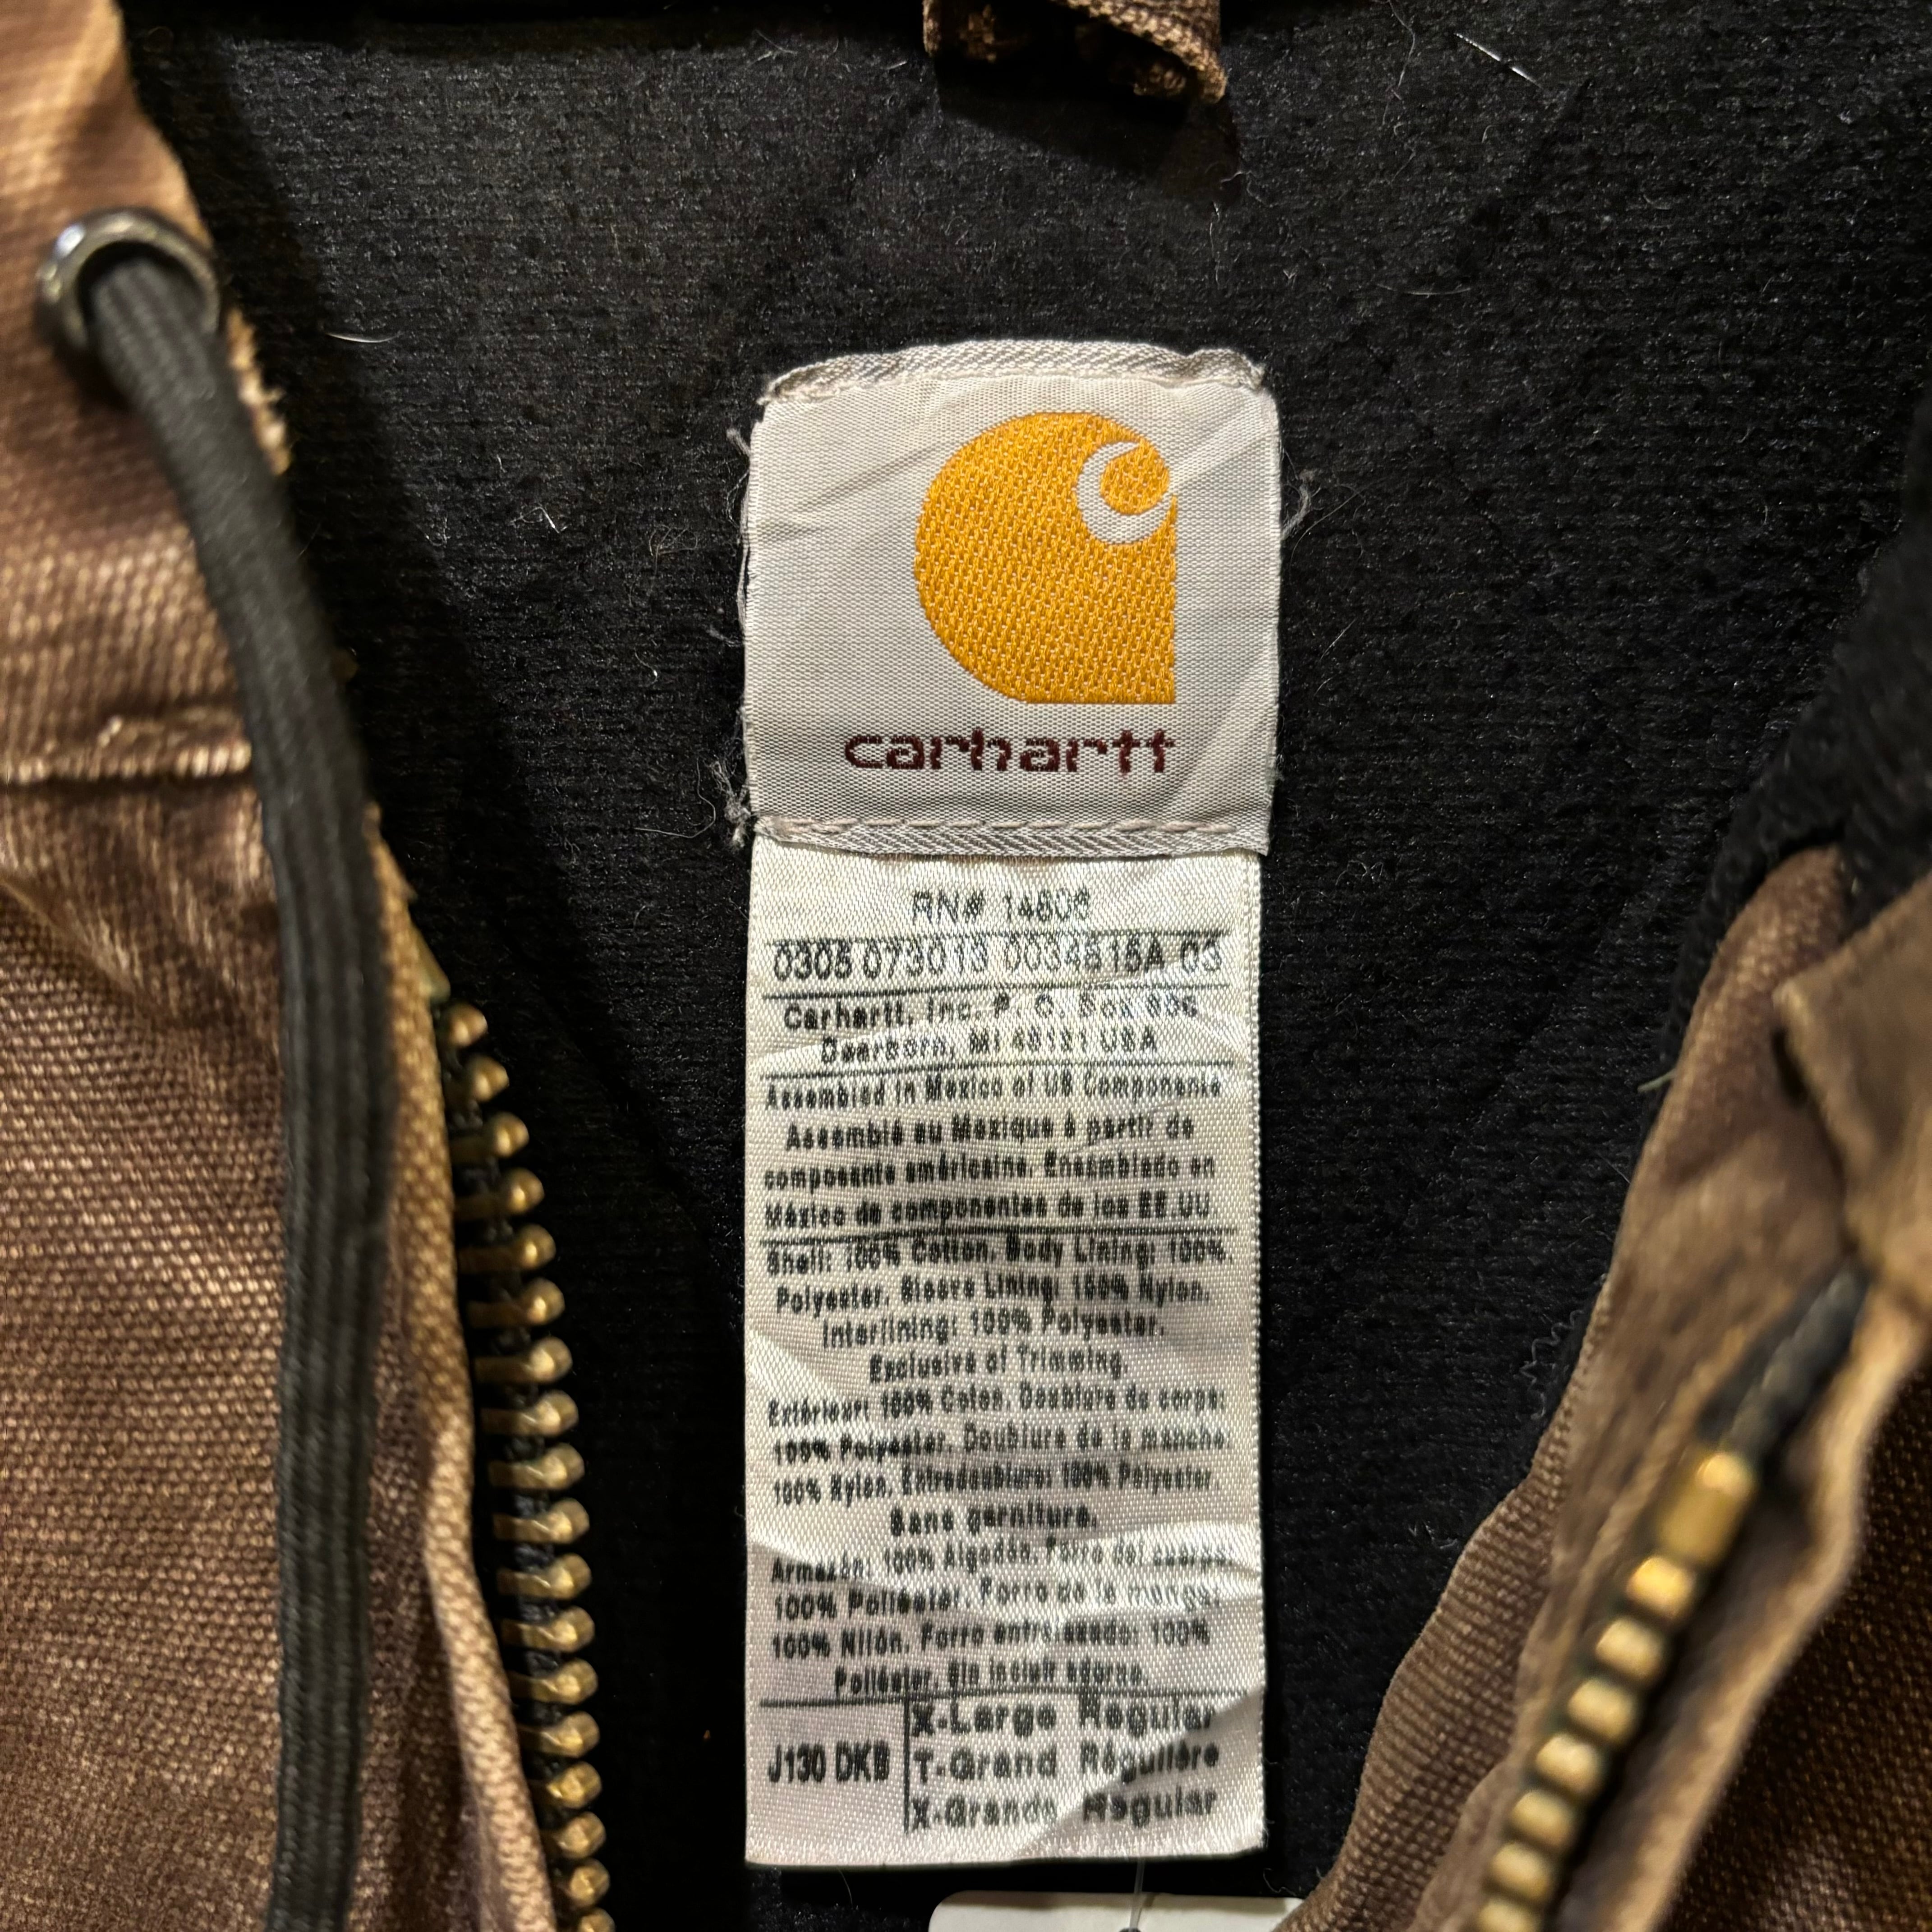 carhartt
RN# 14806
0305 073013 0034515A 03
Carhartt, Inc. P. O. Box 600
Dearborn, MI 48121 USA
Assembled in Mexico of US Components
Assemblé au Mexique à partir de
composants américains. Ensamblado en
México de componentes de los EE.UU
Shell: 100% Cotton. Body Lining: 100%
Polyester. Sleeve Lining: 100% Nylon.
Interlining: 100% Polyester.
Exclusive of Trimming.
Extérieur: 100% Coton. Doublure de corps:
100% Polyester. Doublure de la manche
100% Nylon. Entredoublure: 100% Polyester
Sans garniture.
Armazón: 100% Algodón. Forro del cuerpo:
100% Poliéster. Forro de la manga:
100% Nilón. Forro entrelazado: 100%
Poliéster. Sin incluir adorno.
J130 DKB
X-Large Regular
T-Grand Régulière
X-Grande Regular